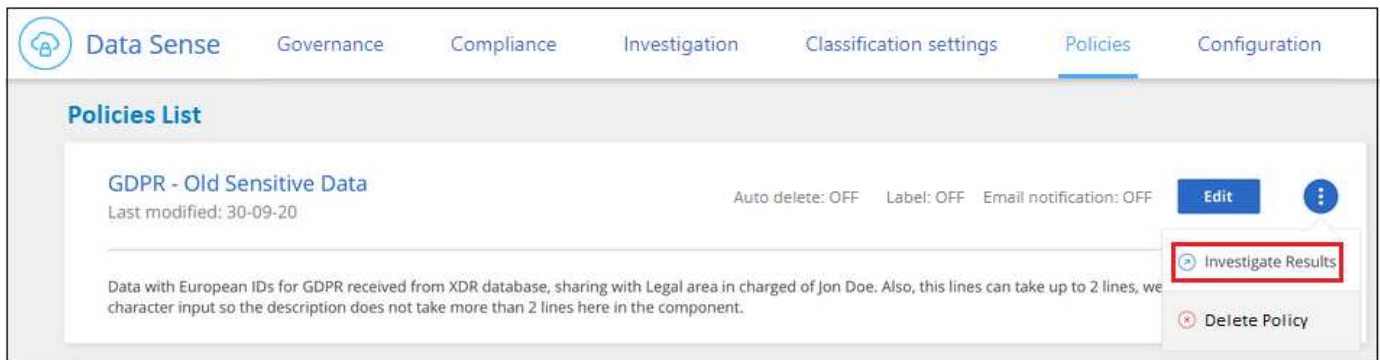 Data Sense Governance Compliance Investigation Classification settings Policies Configuration
Policies List
GDPR - Old Sensitive Data
Last modified: 30-09-20
Auto delete: OFF Label: OFF Email notification: OFF Edit
Investigate Results
Data with European IDs for GDPR received from XDR database, sharing with Legal area in charged of Jon Doe. Also, this lines can take up to 2 lines, we
character input so the description does not take more than 2 lines here in the component.
Delete Policy